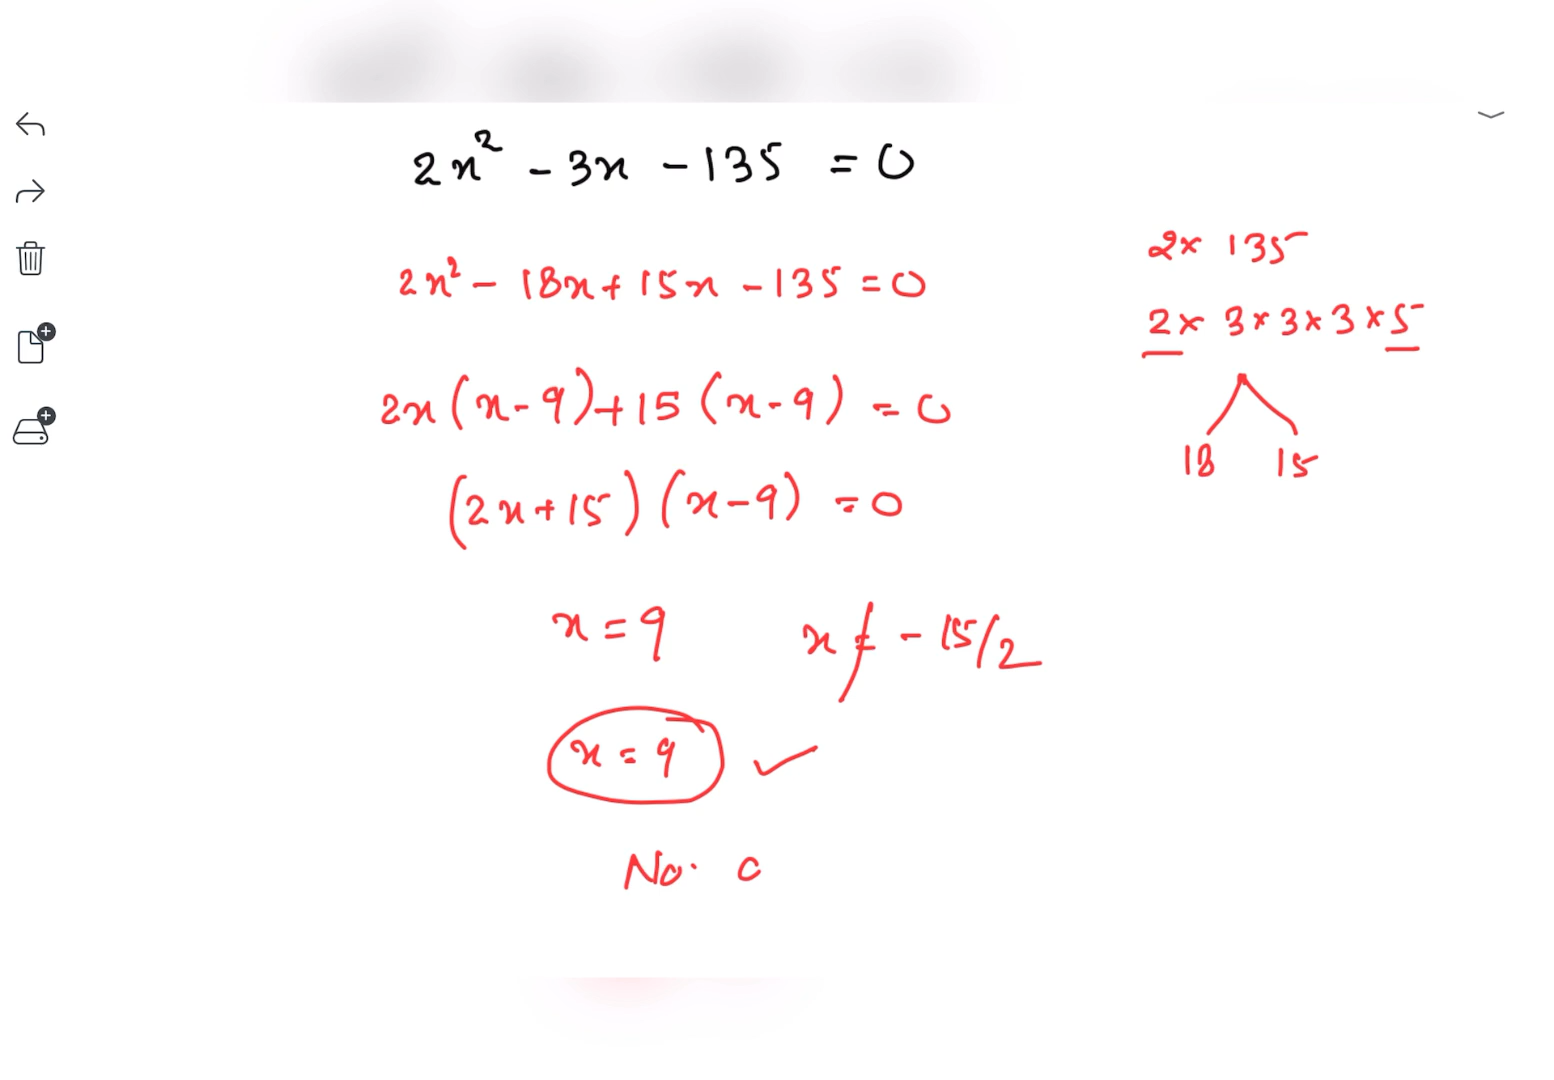 2x² - 3x - 135 = 0
2x² - 18x + 15x - 135 = 0
2x(x-9)+15(x-9) = 0
(2x+15)(x-9) = 0
x = 9 x ≠ - 15/2
x = 9 ✓
No. o
2× 135
2× 3×3×3×5
18 15